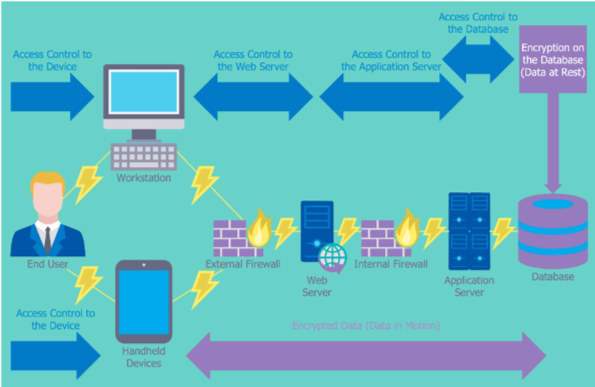 Access Control to
the Device
Access Control to
the Web Server
Access Control to
the Application Server
Access Control to
the Database
Encryption on
the Database
(Data at Rest)
Workstation
End User
External Firewall
Web
Server
Internal Firewall
Application
Server
Database
Access Control to
the Device
Handheld
Devices
Encrypted Data (Data in Motion)